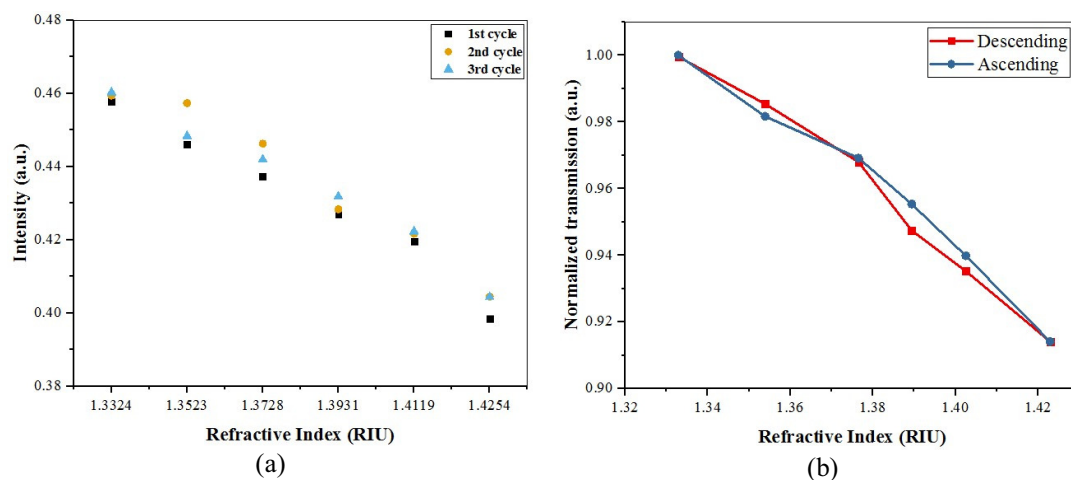 0.48
0.46
0.44
0.42
0.40
0.38
Intensity (a.u.)
1st cycle
2nd cycle
3rd cycle
1.3324 1.3523 1.3728 1.3931 1.4119 1.4254
Refractive Index (RIU)
(a)
1.00
0.98
0.96
0.94
0.92
0.90
Normalized transmission (a.u.)
Descending
Ascending
1.32 1.34 1.36 1.38 1.40 1.42
Refractive Index (RIU)
(b)